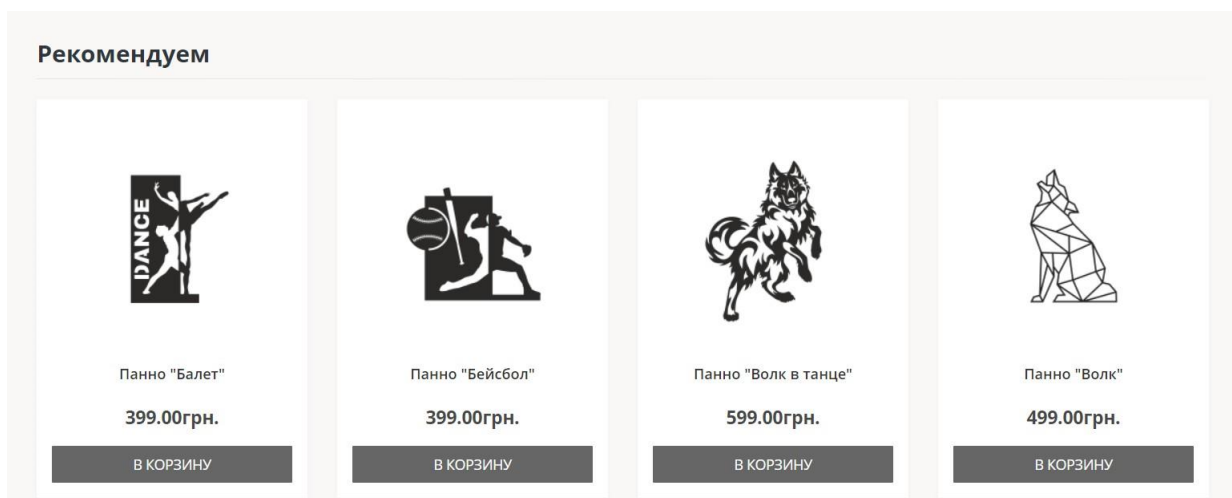 Рекомендуем
DANCE
Панно "Балет"
399.00грн.
В КОРЗИНУ
Панно "Бейсбол"
399.00грн.
В КОРЗИНУ
Панно "Волк в танце"
599.00грн.
В КОРЗИНУ
Панно "Волк"
499.00грн.
В КОРЗИНУ